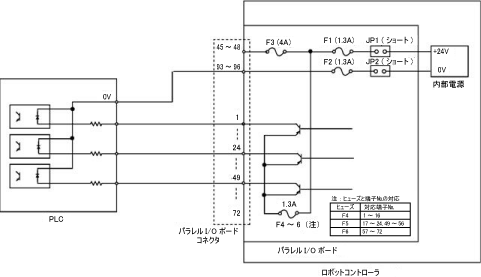 45～48
F3 (4A)
F1 (1.3A)
JP1 (ショート)
+24V
93～96
F2 (1.3A)
JP2 (ショート)
0V
内部電源
0V
1
24
49
72
1.3A
F4～6 (注)
注：ヒューズと端子№の対応
ヒューズ 対応端子№
F4 1～16
F5 17～24, 49～56
F6 57～72
PLC
パラレルI/Oボード
コネクタ
パラレルI/Oボード
ロボットコントローラ